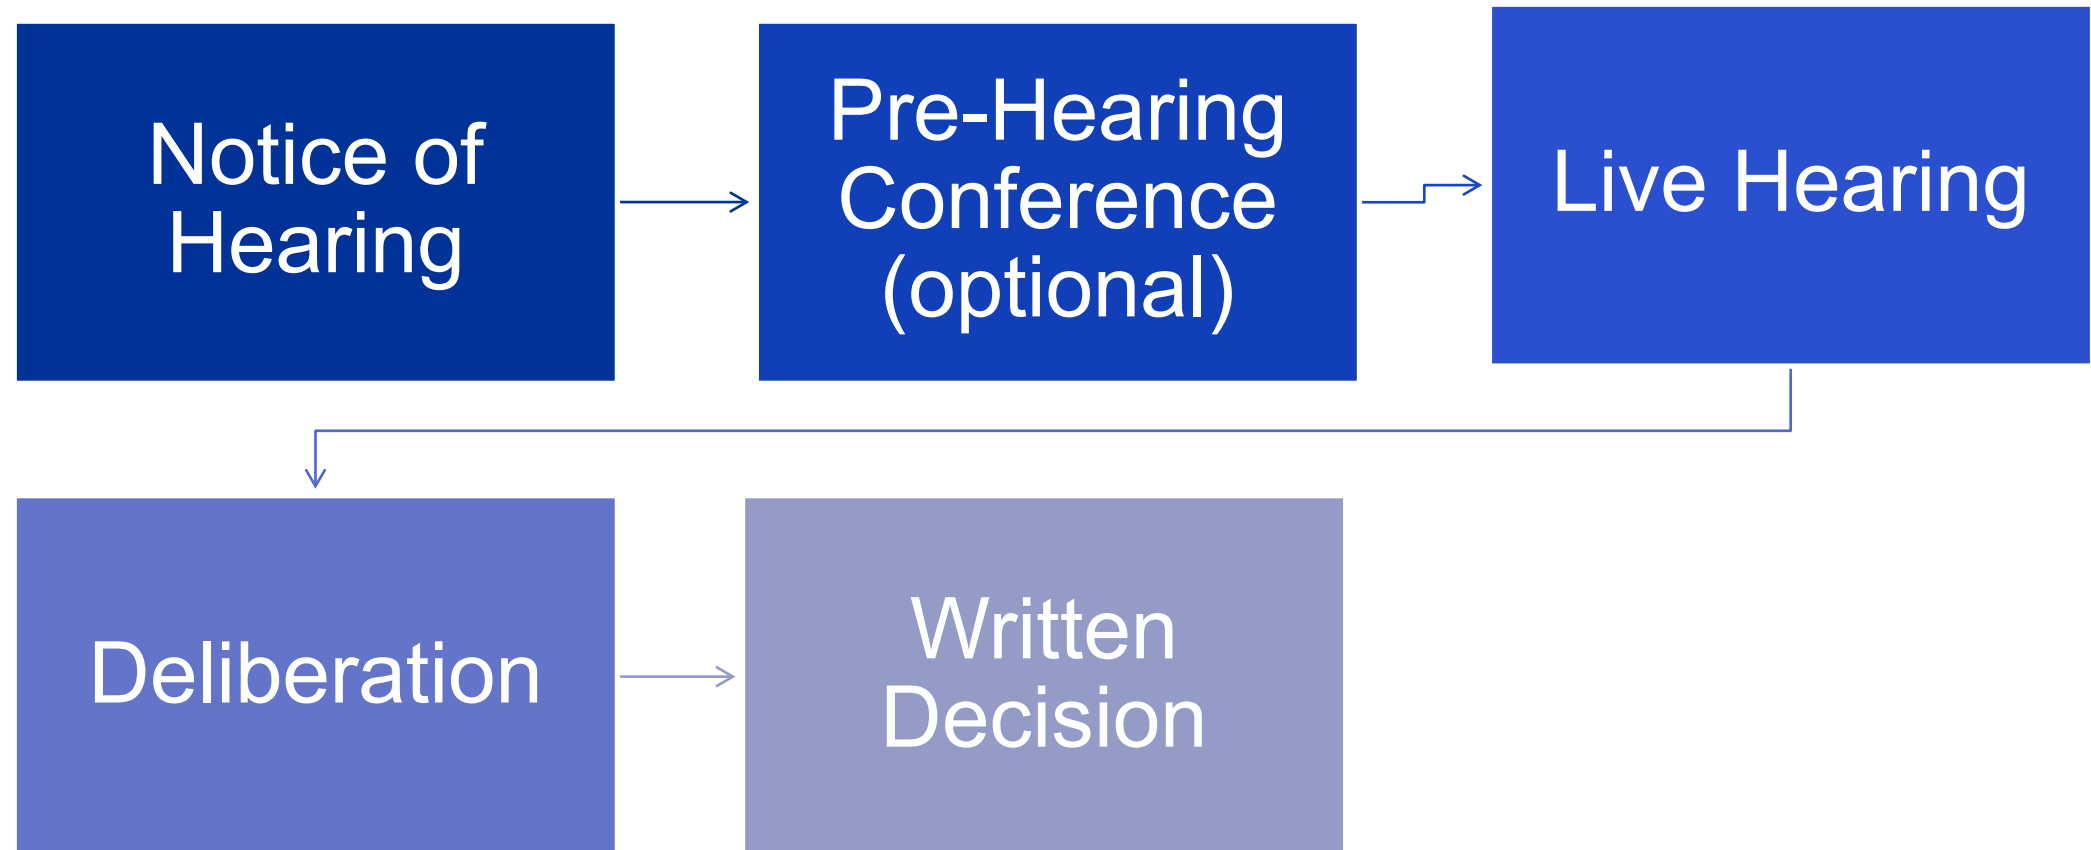 Notice of
Hearing
Pre-Hearing
Conference
(optional)
Live Hearing
Deliberation
Written
Decision